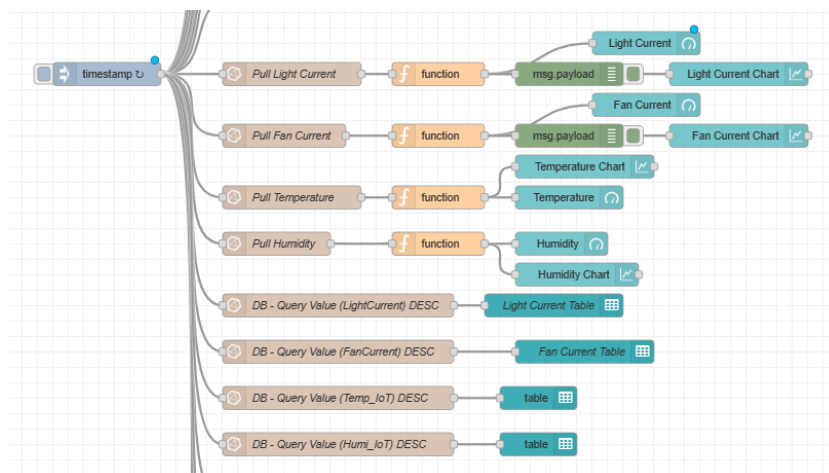 Light Current
timestamp ↻
Pull Light Current
function
msg.payload
Light Current Chart
Fan Current
Pull Fan Current
function
msg.payload
Fan Current Chart
Temperature Chart
Pull Temperature
function
Temperature
Pull Humidity
function
Humidity
Humidity Chart
DB - Query Value (LightCurrent) DESC
Light Current Table
DB - Query Value (FanCurrent) DESC
Fan Current Table
DB - Query Value (Temp_IoT) DESC
table
DB - Query Value (Humi_IoT) DESC
table